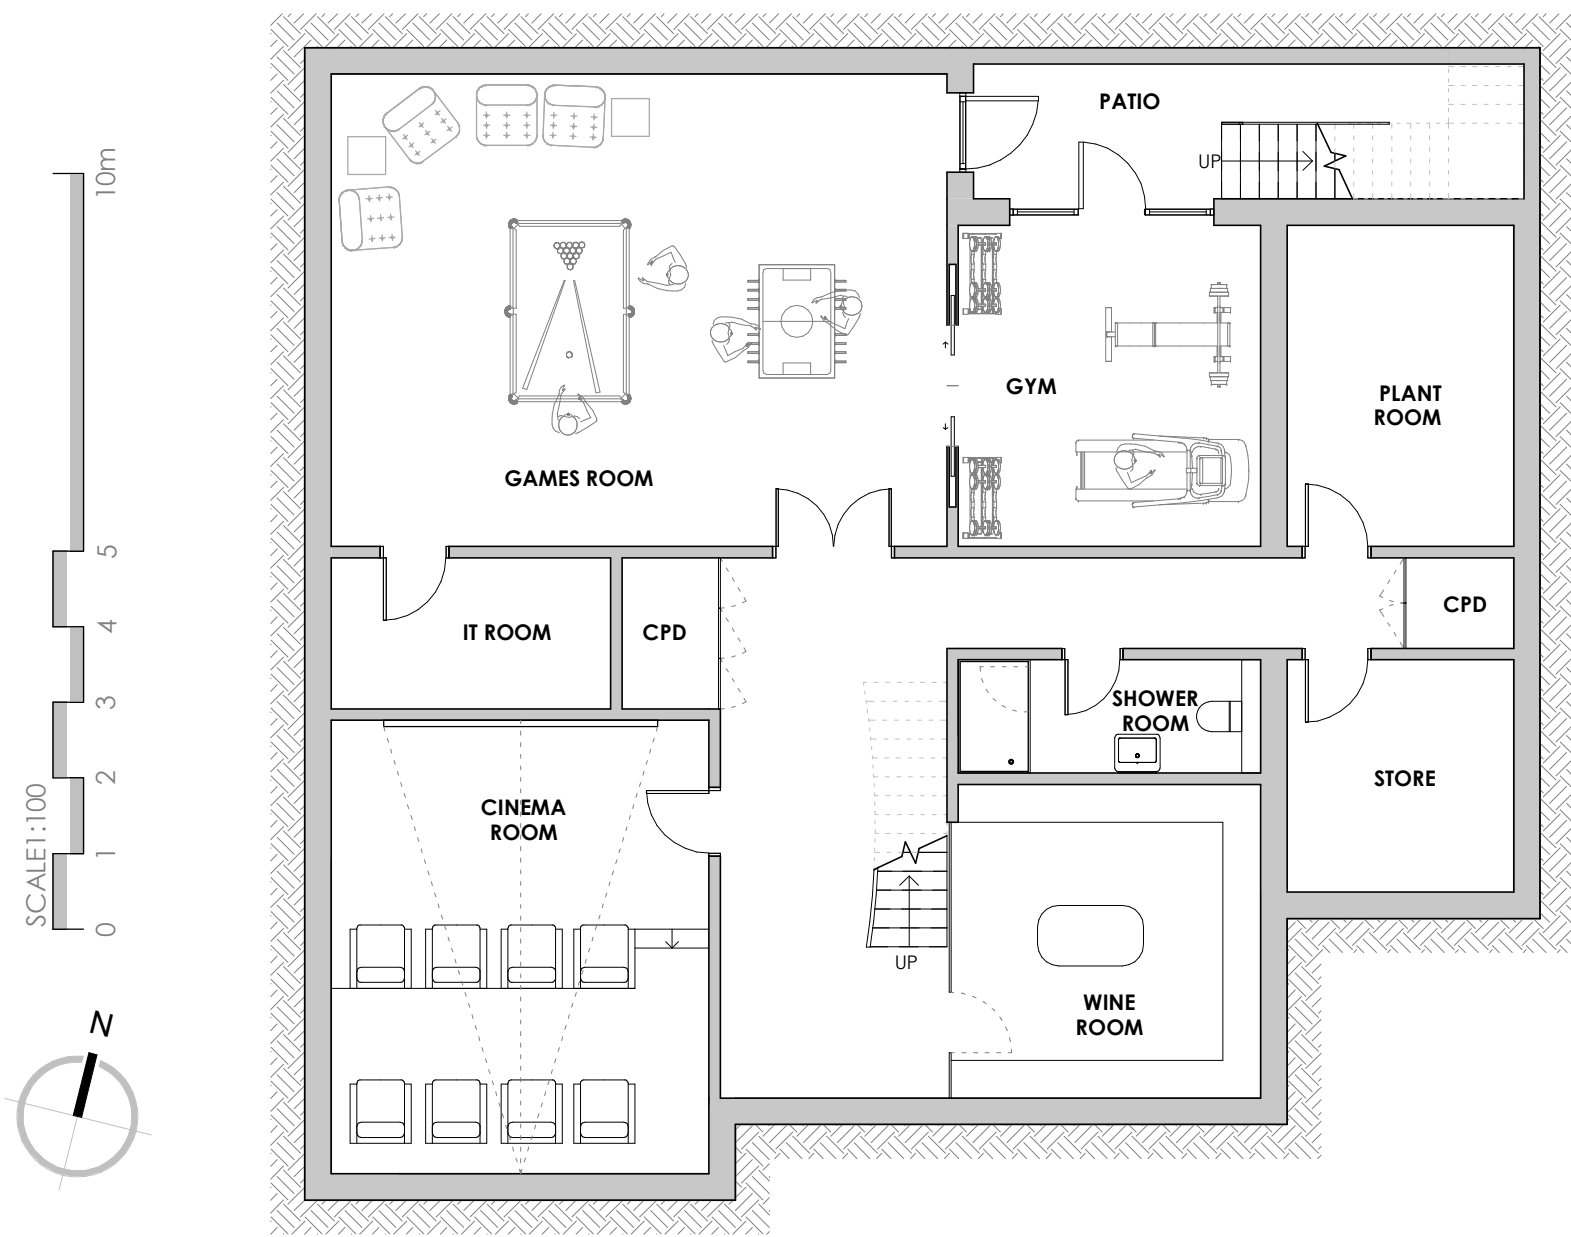 PATIO
UP
10m
GYM
PLANT
ROOM
GAMES ROOM
5
4
3
2
1
0
SCALE1:100
IT ROOM
CPD
CPD
SHOWER
ROOM
STORE
CINEMA
ROOM
UP
WINE
ROOM
N